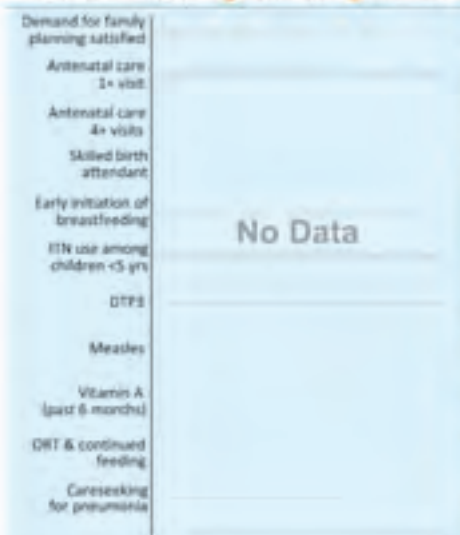 Demand for family
planning satisfied
Antenatal care
1+ visit
Antenatal care
4+ visits
Skilled birth
attendant
Early initiation of
breastfeeding
ITN use among
children <5 yrs
No Data
DTP3
Measles
Vitamin A
(past 6 months)
ORT & continued
feeding
Careseeking
for pneumonia